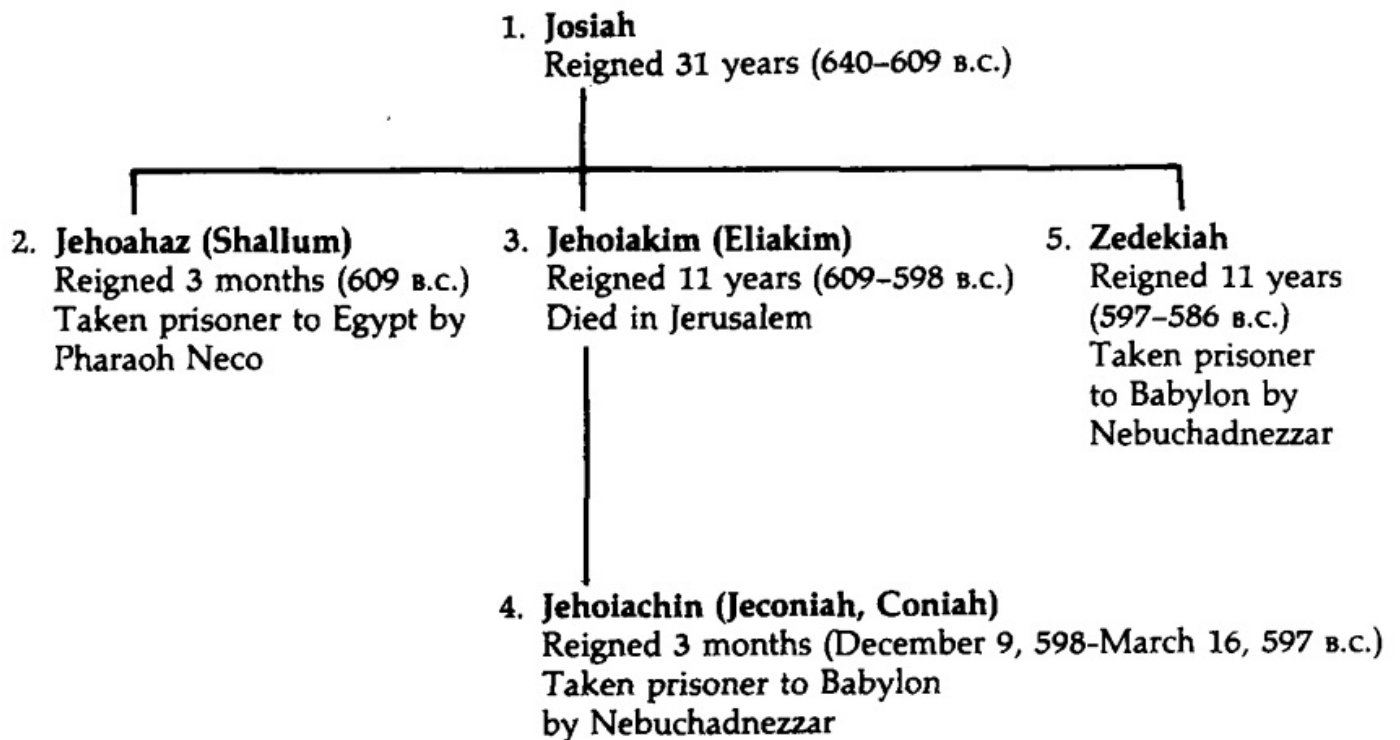 1. Josiah
Reigned 31 years (640–609 B.C.)
2. Jehoahaz (Shallum)
Reigned 3 months (609 B.C.)
Taken prisoner to Egypt by
Pharaoh Neco
3. Jehoiakim (Eliakim)
Reigned 11 years (609–598 B.C.)
Died in Jerusalem
5. Zedekiah
Reigned 11 years
(597–586 B.C.)
Taken prisoner
to Babylon by
Nebuchadnezzar
4. Jehoiachin (Jeconiah, Coniah)
Reigned 3 months (December 9, 598-March 16, 597 B.C.)
Taken prisoner to Babylon
by Nebuchadnezzar